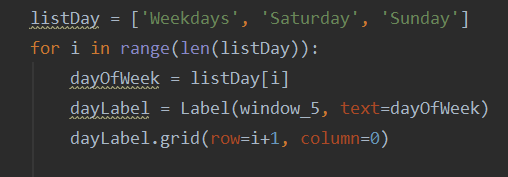 listDay = ['Weekdays', 'Saturday', 'Sunday']
for i in range(len(listDay)):
    dayOfWeek = listDay[i]
    dayLabel = Label(window_5, text=dayOfWeek)
    dayLabel.grid(row=i+1, column=0)